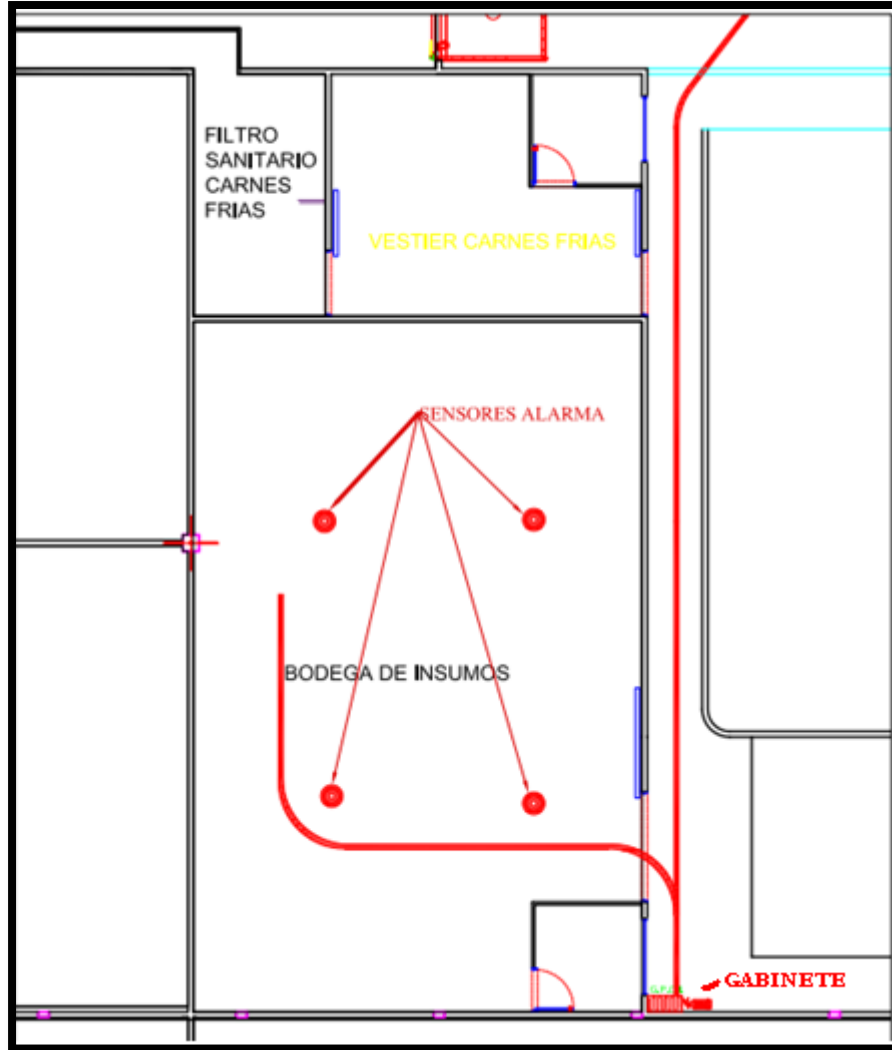 FILTRO
SANITARIO
CARNES
FRIAS
VESTIER CARNES FRIAS
SENSORES ALARMA
BODEGA DE INSUMOS
GABINETE